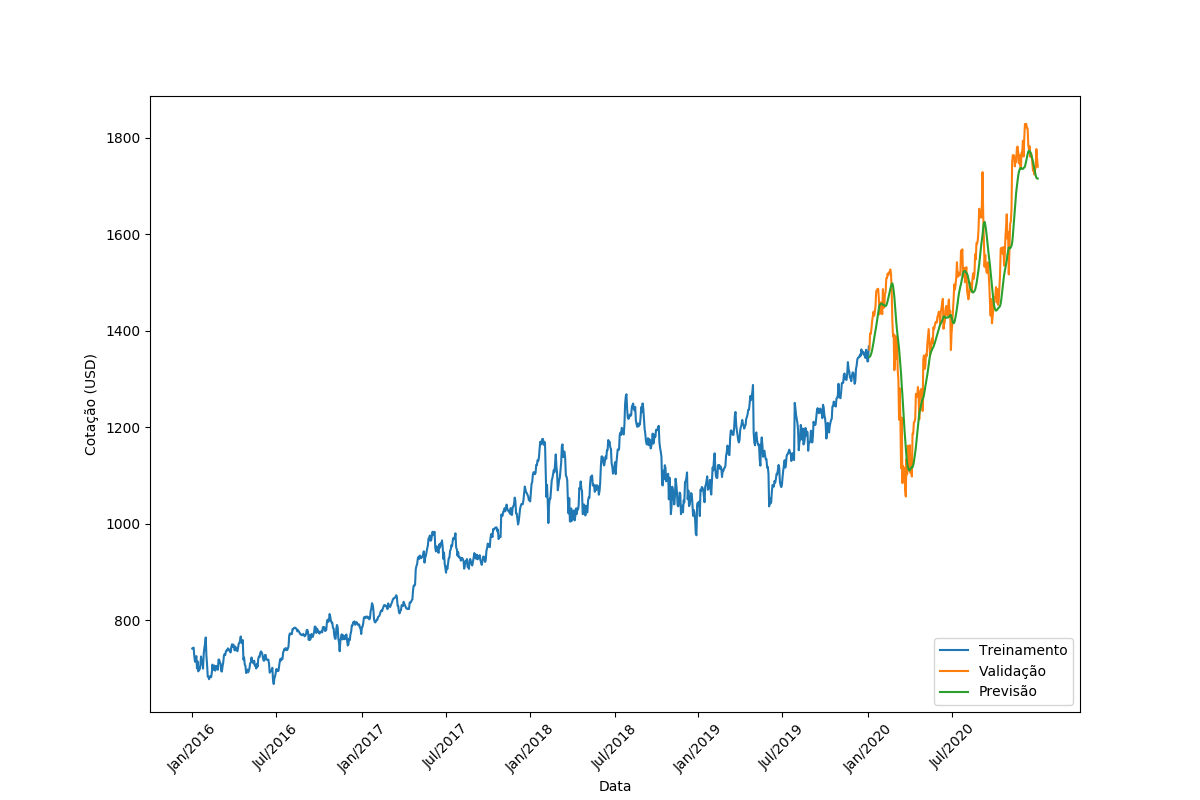 Cotação (USD)
1800
1600
1400
1200
1000
800
Treinamento
Validação
Previsão
Jan/2016
Jul/2016
Jan/2017
Jul/2017
Jan/2018
Jul/2018
Jan/2019
Jul/2019
Jan/2020
Jul/2020
Data